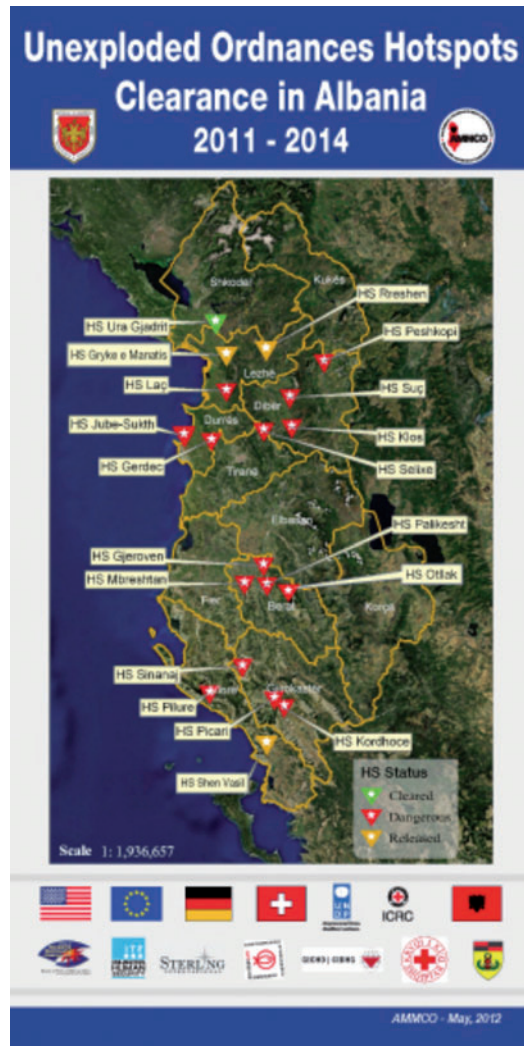 Unexploded Ordnances Hotspots
Clearance in Albania
2011 - 2014
AMMCO
Shkodër
Kukës
HS Rreshen
HS Ura Gjadrit
HS Peshkopi
HS Gryke e Manatis
Lezhë
HS Laç
HS Suç
Dibër
HS Jube-Sukth
Durrës
HS Klos
HS Gerdec
HS Selixe
Tiranë
Elbasan
HS Palikesht
HS Gjeroven
HS Otllak
HS Mbreshtan
Fier
Berat
Korçë
HS Sinanaj
Vlorë
Gjirokastër
HS Pilure
HS Picari
HS Kordhoce
HS Shen Vasil
HS Status
Cleared
Dangerous
Released
Scale 1: 1,936,657
ICRC
STERLING
INTERNATIONAL
GICHD | CIDHG
AMMCO - May, 2012